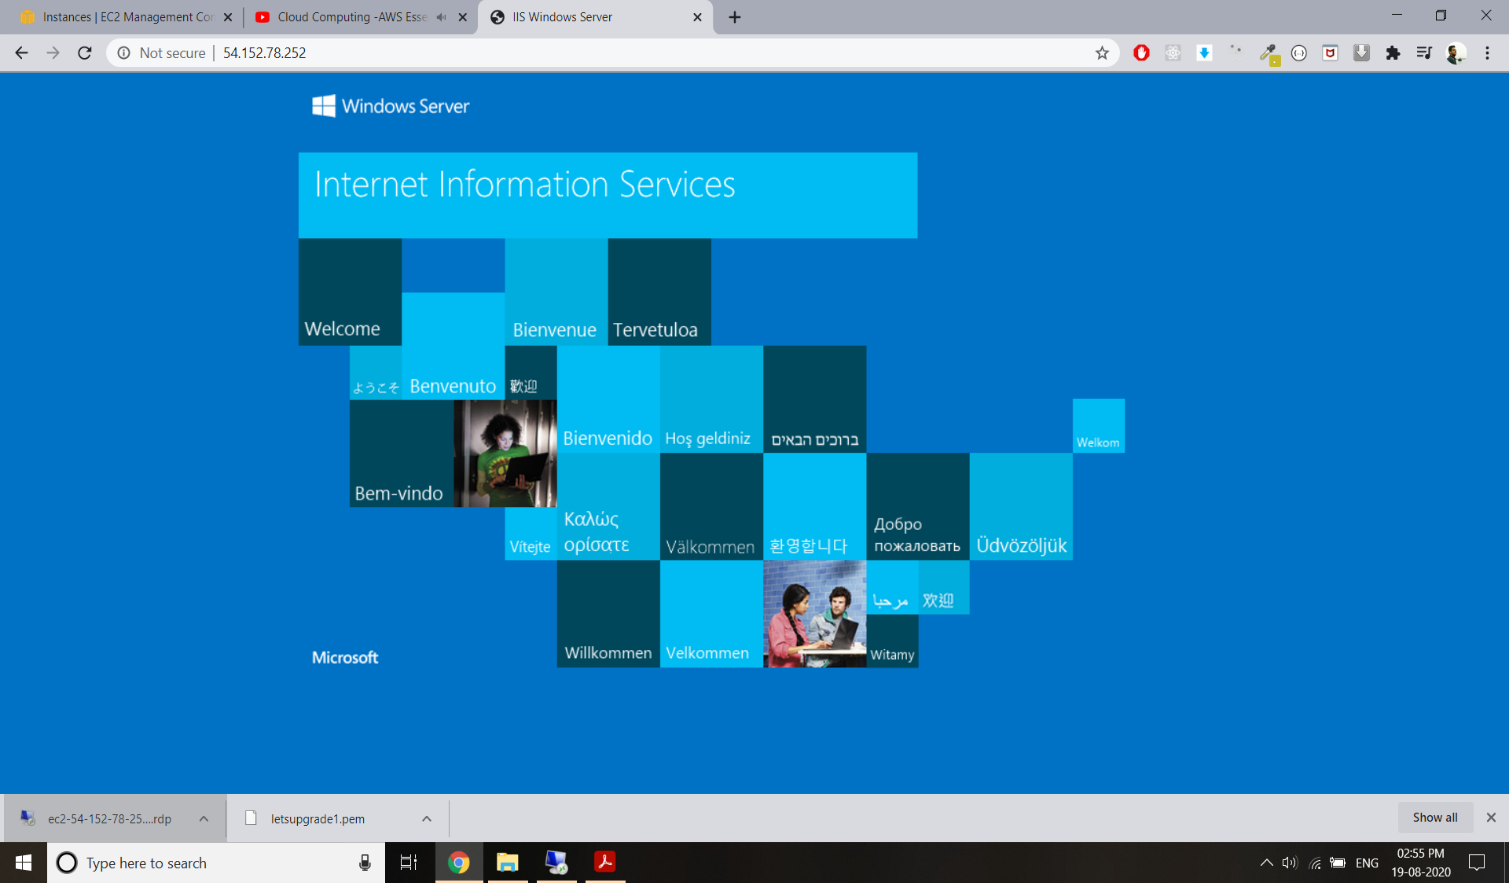 Instances | EC2 Management Con
Cloud Computing -AWS Esse
IIS Windows Server
Not secure | 54.152.78.252
Windows Server
Internet Information Services
Welcome
Bienvenue
Tervetuloa
ようこそ
Benvenuto
歡迎
Bienvenido
Hoş geldiniz
ברוכים הבאים
Welkom
Bem-vindo
Vítejte
Καλώς
ορίσατε
Välkommen
환영합니다
Добро
пожаловать
Üdvözöljük
مرحبا
欢迎
Microsoft
Willkommen
Velkommen
Witamy
ec2-54-152-78-25....rdp
letsupgrade1.pem
Show all
Type here to search
ENG
02:55 PM
19-08-2020